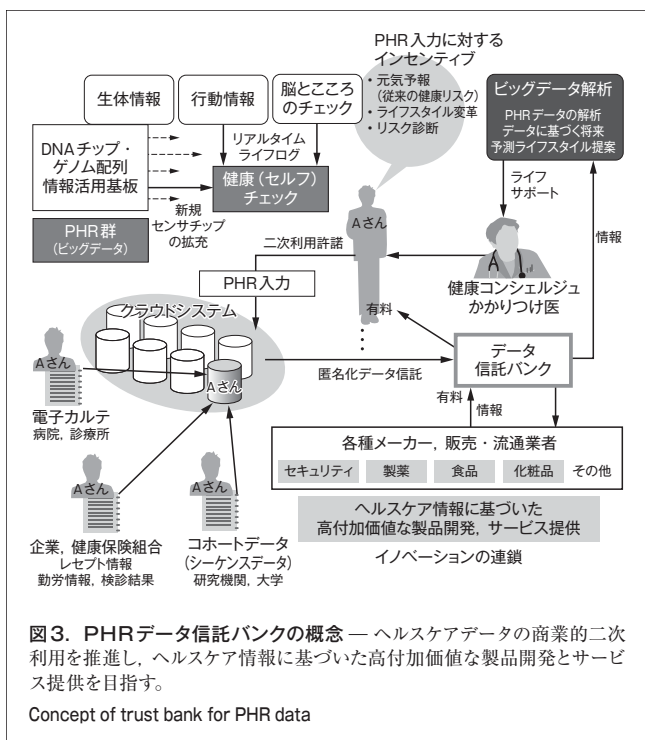 PHR入力に対する
インセンティブ
・元気予報
(従来の健康リスク)
・ライフスタイル変革
・リスク診断
生体情報
行動情報
脳とこころ
のチェック
ビッグデータ解析
PHRデータの解析
データに基づく将来
予測ライフスタイル提案
DNAチップ・
ゲノム配列
情報活用基板
リアルタイム
ライフログ
健康(セルフ)
チェック
新規
センサチップ
の拡充
PHR群
(ビッグデータ)
Aさん
ライフ
サポート
情報
A
健康コンシェルジュ
かかりつけ医
二次利用許諾
PHR入力
有料
クラウドシステム
Aさん
匿名化データ信託
データ
信託バンク
Aさん
電子カルテ
病院, 診療所
有料
情報
各種メーカー, 販売・流通業者
セキュリティ
製薬
食品
化粧品
その他
Aさん
企業, 健康保険組合
レセプト情報
勤労情報, 検診結果
Aさん
コホートデータ
(シーケンスデータ)
研究機関, 大学
ヘルスケア情報に基づいた
高付加価値な製品開発, サービス提供
イノベーションの連鎖
図3. PHRデータ信託バンクの概念 — ヘルスケアデータの商業的二次
利用を推進し, ヘルスケア情報に基づいた高付加価値な製品開発とサービ
ス提供を目指す。
Concept of trust bank for PHR data